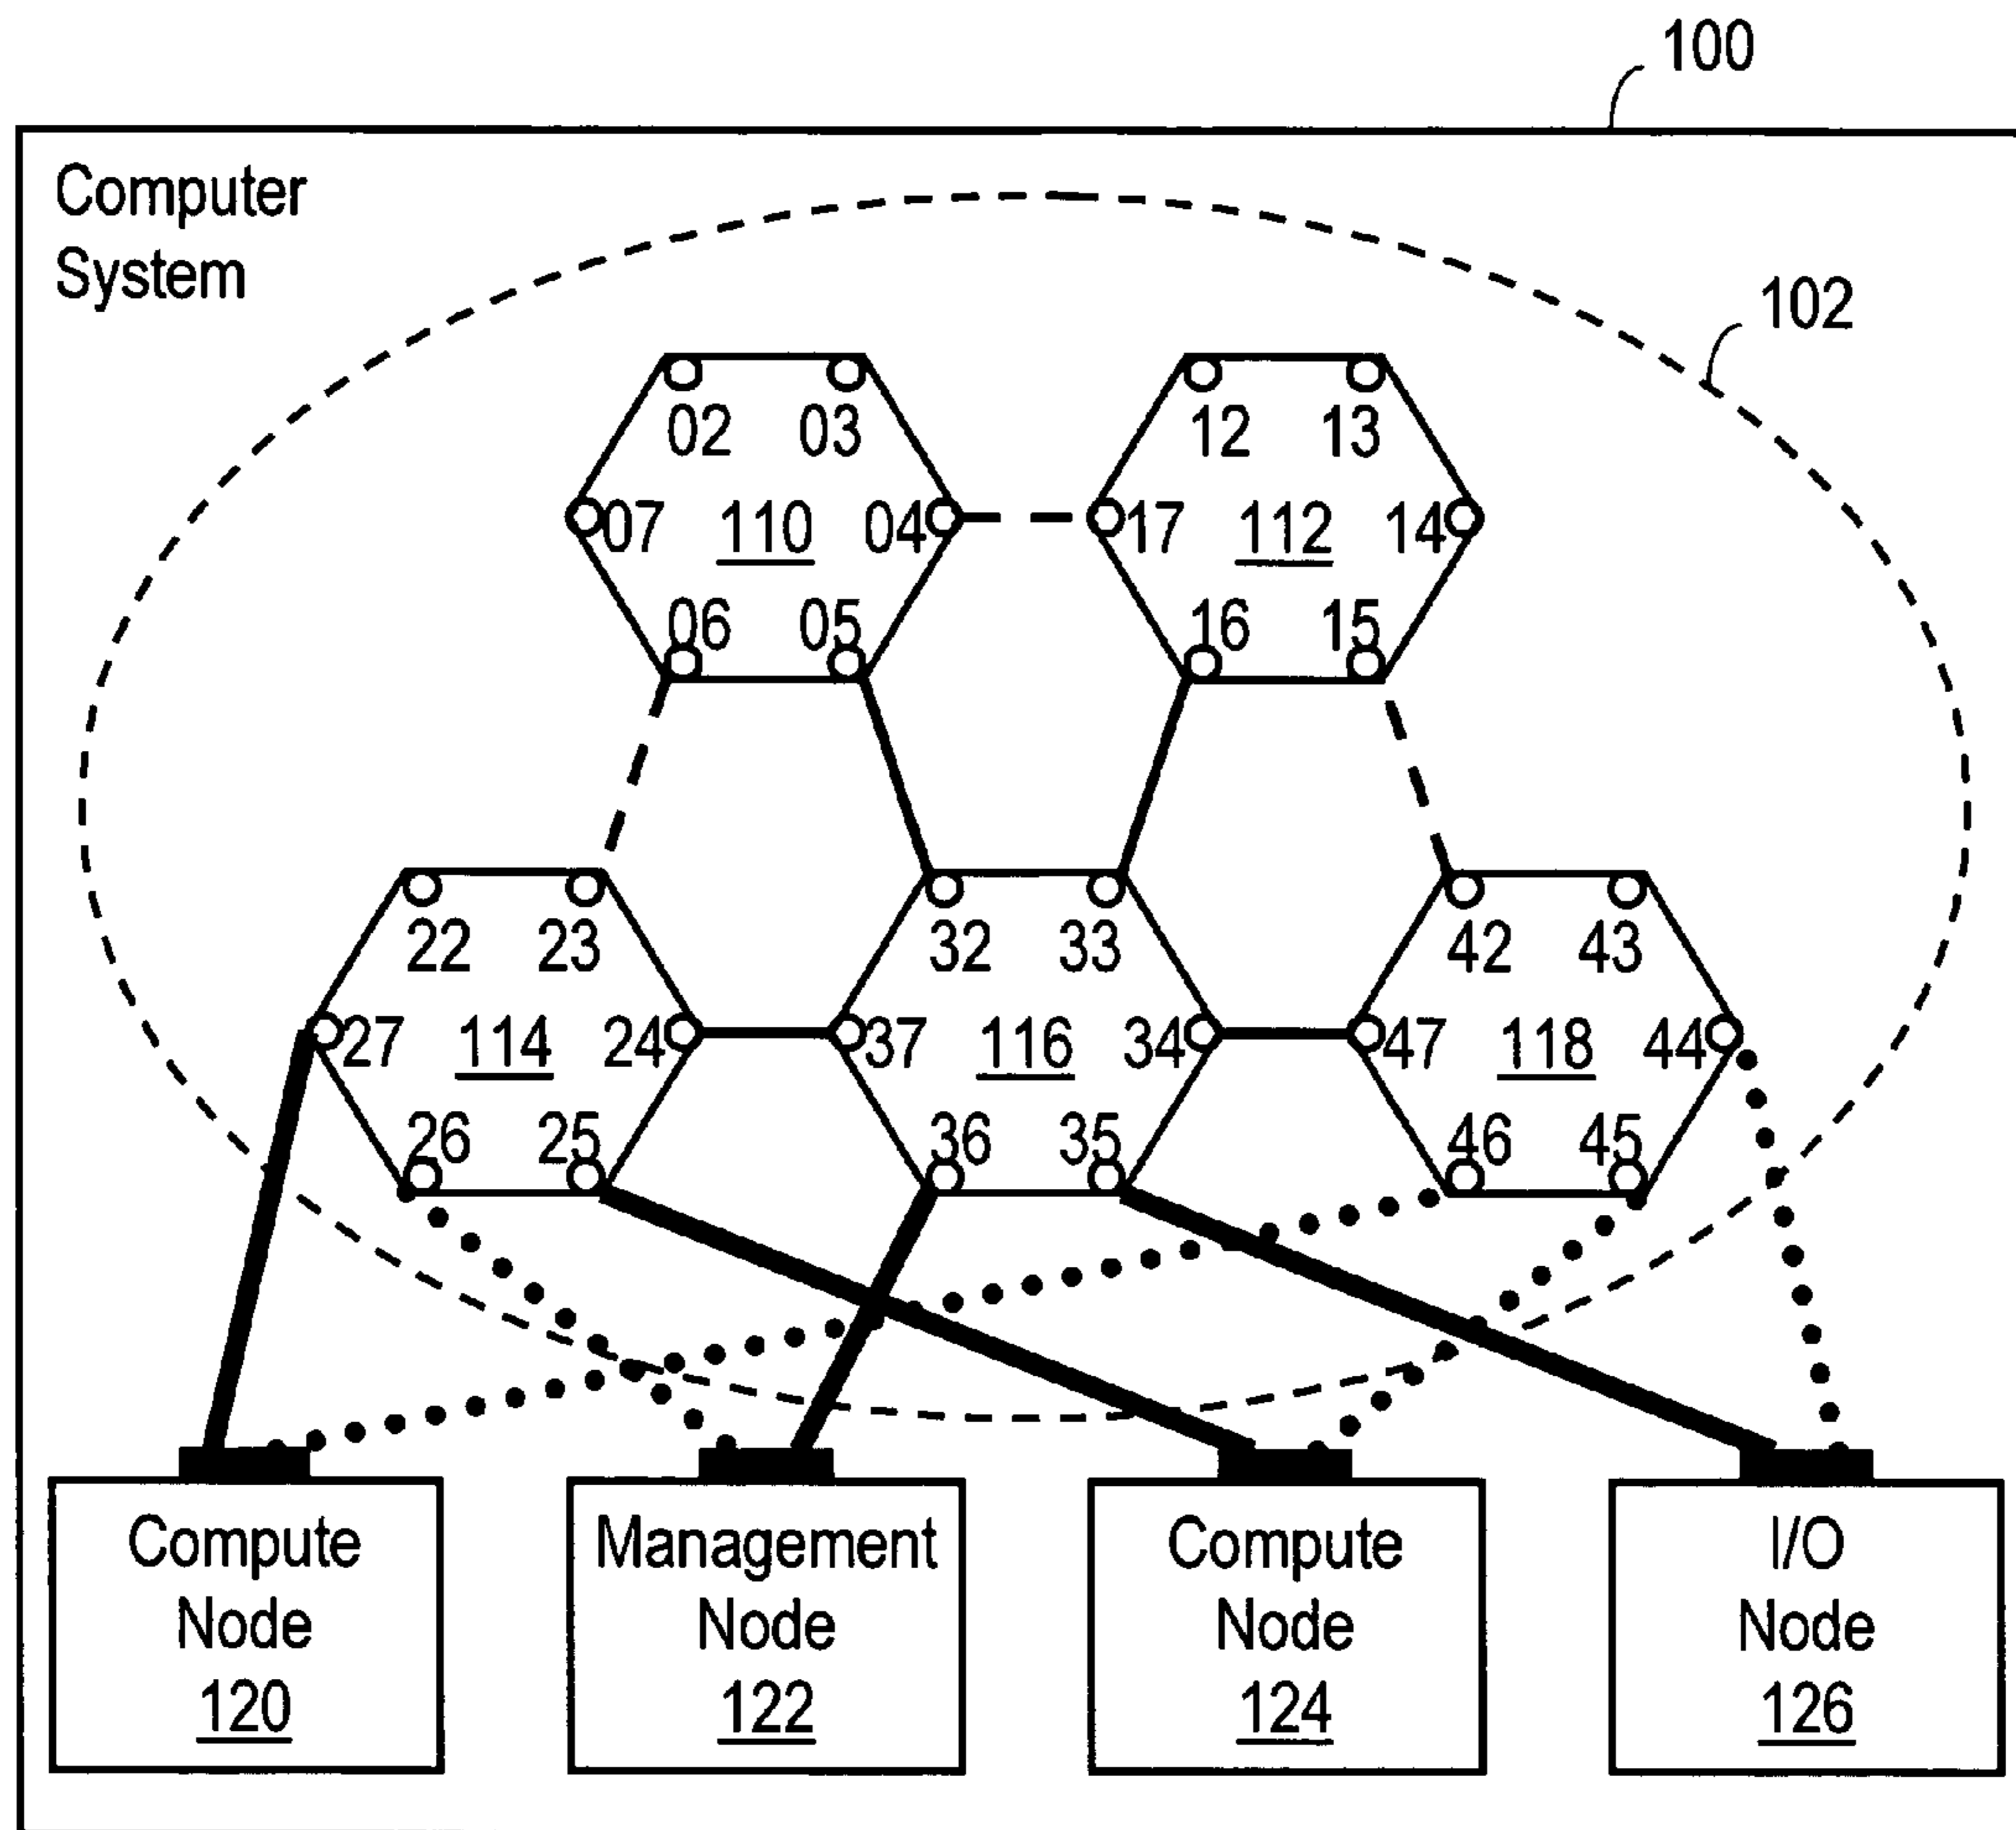 100
Computer
System
102
02 03
12 13
07 110 04
17 112 14
06 05
16 15
22 23
32 33
42 43
27 114 24
37 116 34
47 118 44
26 25
36 35
46 45
Compute
Node
120
Management
Node
122
Compute
Node
124
I/O
Node
126